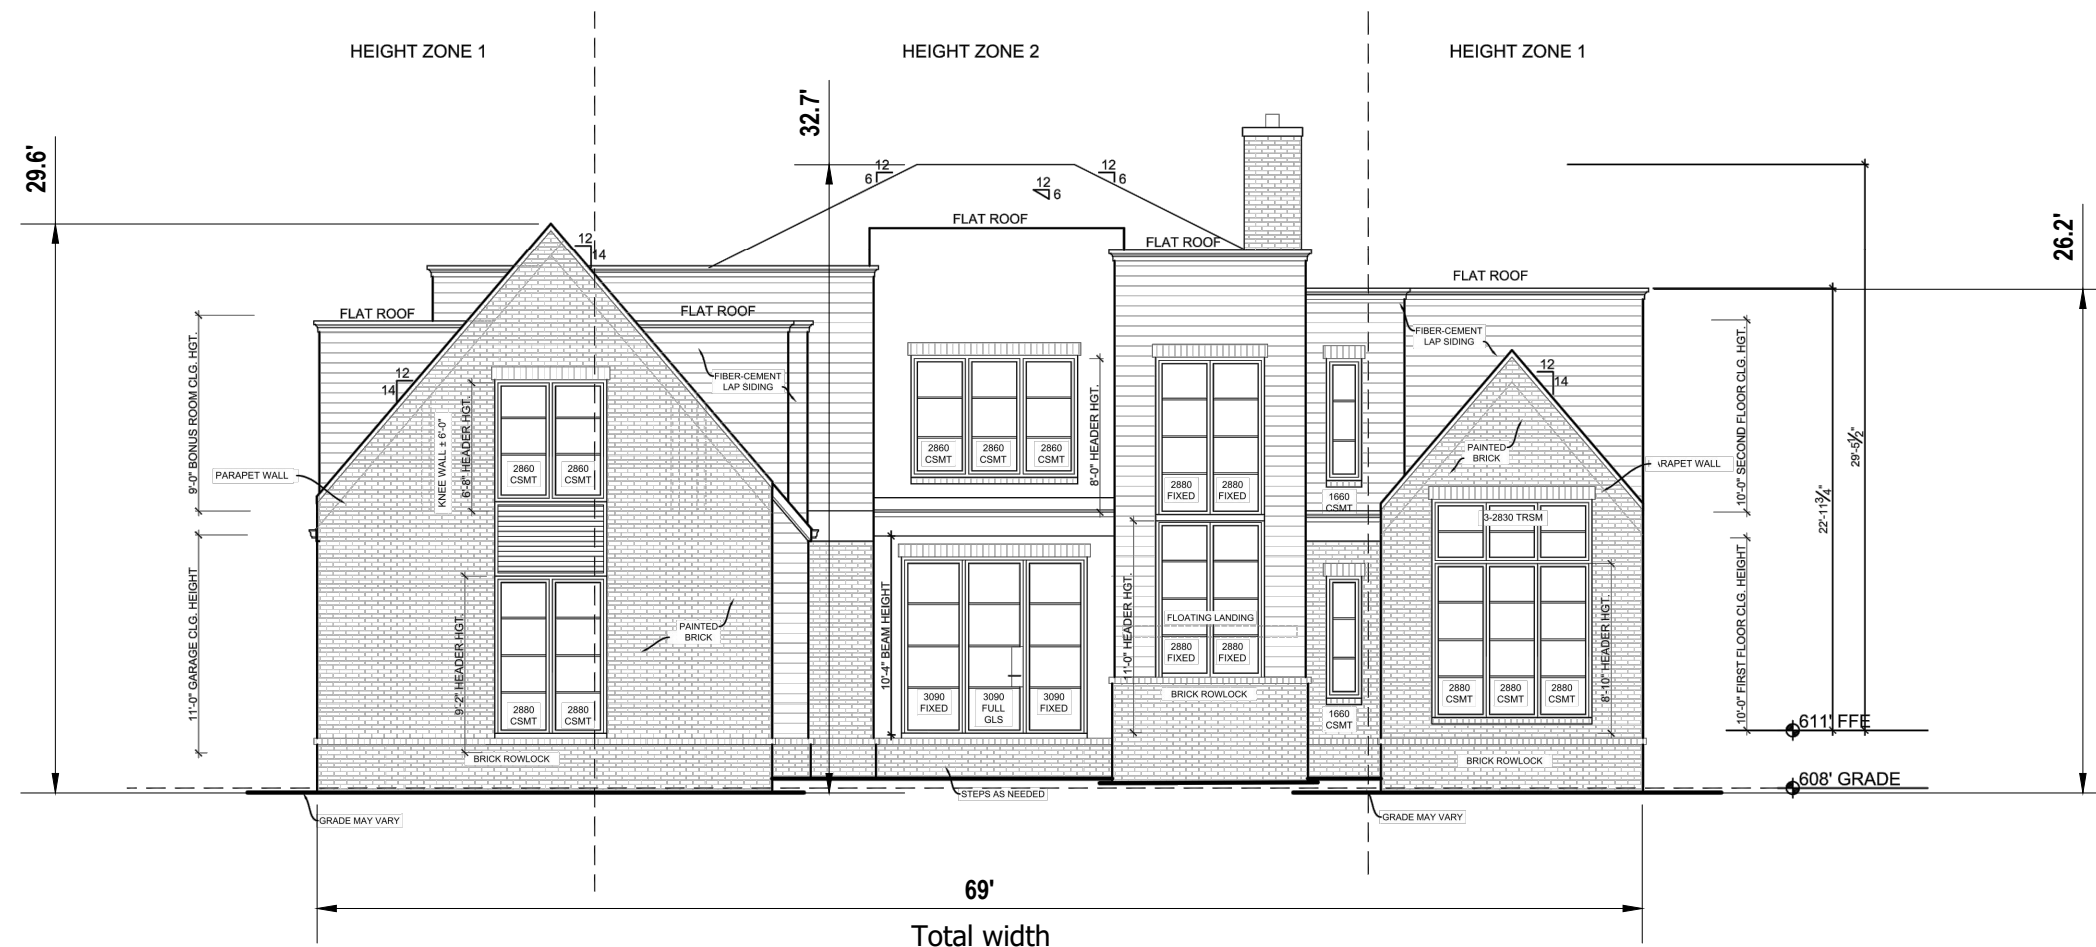 HEIGHT ZONE 1
HEIGHT ZONE 2
HEIGHT ZONE 1
29.6'
32.7'
26.2'
12
6
12
6
12
6
FLAT ROOF
FLAT ROOF
12
14
FLAT ROOF
FLAT ROOF
FLAT ROOF
9'-0" BONUS ROOM CLG. HGT.
12
14
FIBER-CEMENT
LAP SIDING
FIBER-CEMENT
LAP SIDING
12
14
10'-0" SECOND FLOOR CLG. HGT.
29'-5½"
22'-11¾"
KNEE WALL ± 6'-0"
6'-8" HEADER HGT.
8'-0" HEADER HGT.
PARAPET WALL
2860
CSMT
2860
CSMT
2860
CSMT
2860
CSMT
2860
CSMT
2880
FIXED
2880
FIXED
1660
CSMT
PAINTED
BRICK
\RAPET WALL
3-2830 TRSM
11'-0" GARAGE CLG. HEIGHT
9'-2" HEADER HGT.
PAINTED
BRICK
10'-4" BEAM HEIGHT
11'-0" HEADER HGT.
FLOATING LANDING
8'-10" HEADER HGT.
10'-0" FIRST FLOOR CLG. HEIGHT
2880
CSMT
2880
CSMT
3090
FIXED
3090
FULL
GLS
3090
FIXED
2880
FIXED
2880
FIXED
BRICK ROWLOCK
1660
CSMT
2880
CSMT
2880
CSMT
2880
CSMT
611' FFE
BRICK ROWLOCK
BRICK ROWLOCK
608' GRADE
STEPS AS NEEDED
GRADE MAY VARY
GRADE MAY VARY
69'
Total width